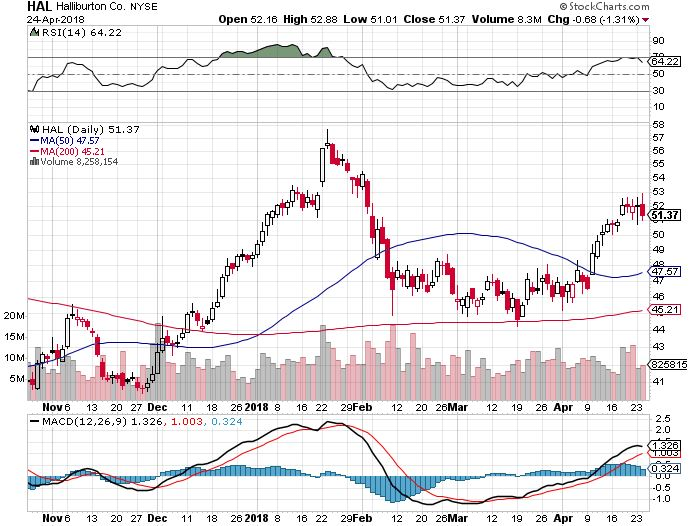 HAL Halliburton Co. NYSE
© StockCharts.com
24-Apr-2018
Open 52.16 High 52.88 Low 51.01 Close 51.37 Volume 8.3M Chg -0.68 (-1.31%)
RSI(14) 64.22
90
70
64.22
50
30
10
HAL (Daily) 51.37
MA(50) 47.57
MA(200) 45.21
Volume 8,258,154
58
57
56
55
54
53
52
51.37
50
49
48
47.57
46
45.21
44
43
42
825815
41
20M
15M
10M
5M
Nov 6 13 20 27 Dec 11 18 26 2018 8 16 22 29 Feb 12 20 26 Mar 12 19 26 Apr 9 16 23
MACD(12,26,9) 1.326, 1.003, 0.324
2.5
2.0
1.326
1.003
0.324
0.0
-0.5
-1.0
Nov 6 13 20 27 Dec 11 18 26 2018 8 16 22 29 Feb 12 20 26 Mar 12 19 26 Apr 9 16 23